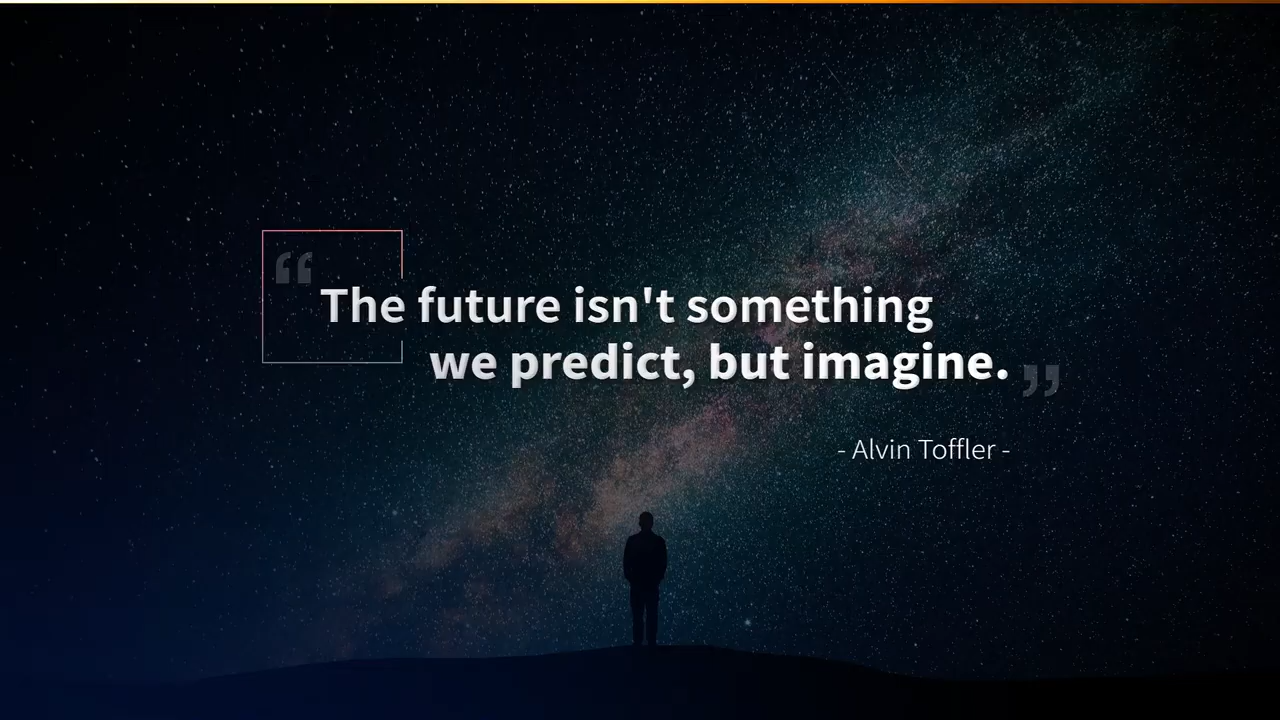 “The future isn't something
we predict, but imagine.”
- Alvin Toffler -